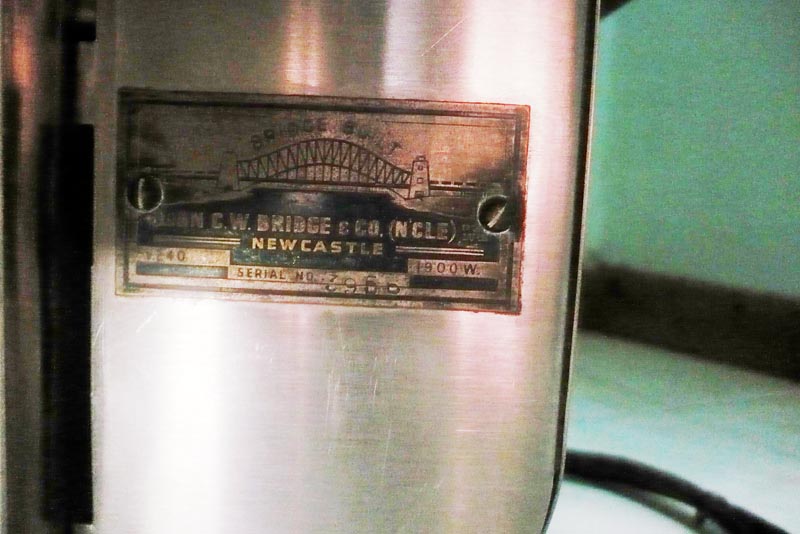 BRIDGE BUILT
C.W. BRIDGE & CO. (NCLE)
NEWCASTLE
240 SERIAL NO. 1900 W.